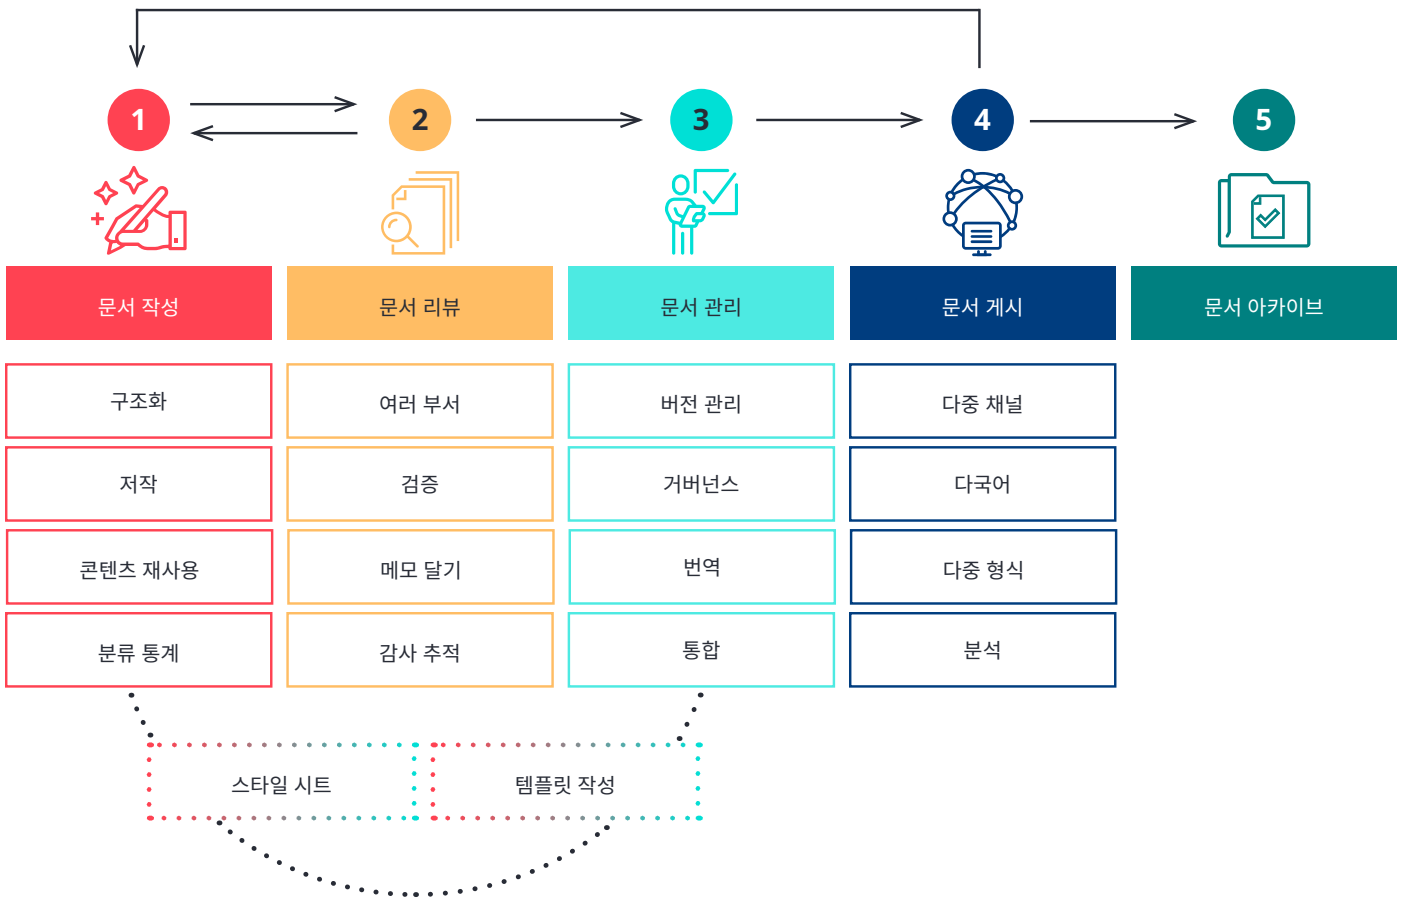 1
2
3
4
5
문서 작성
문서 리뷰
문서 관리
문서 게시
문서 아카이브
구조화
여러 부서
버전 관리
다중 채널
저작
검증
거버넌스
다국어
콘텐츠 재사용
메모 달기
번역
다중 형식
분류 통계
감사 추적
통합
분석
스타일 시트
템플릿 작성